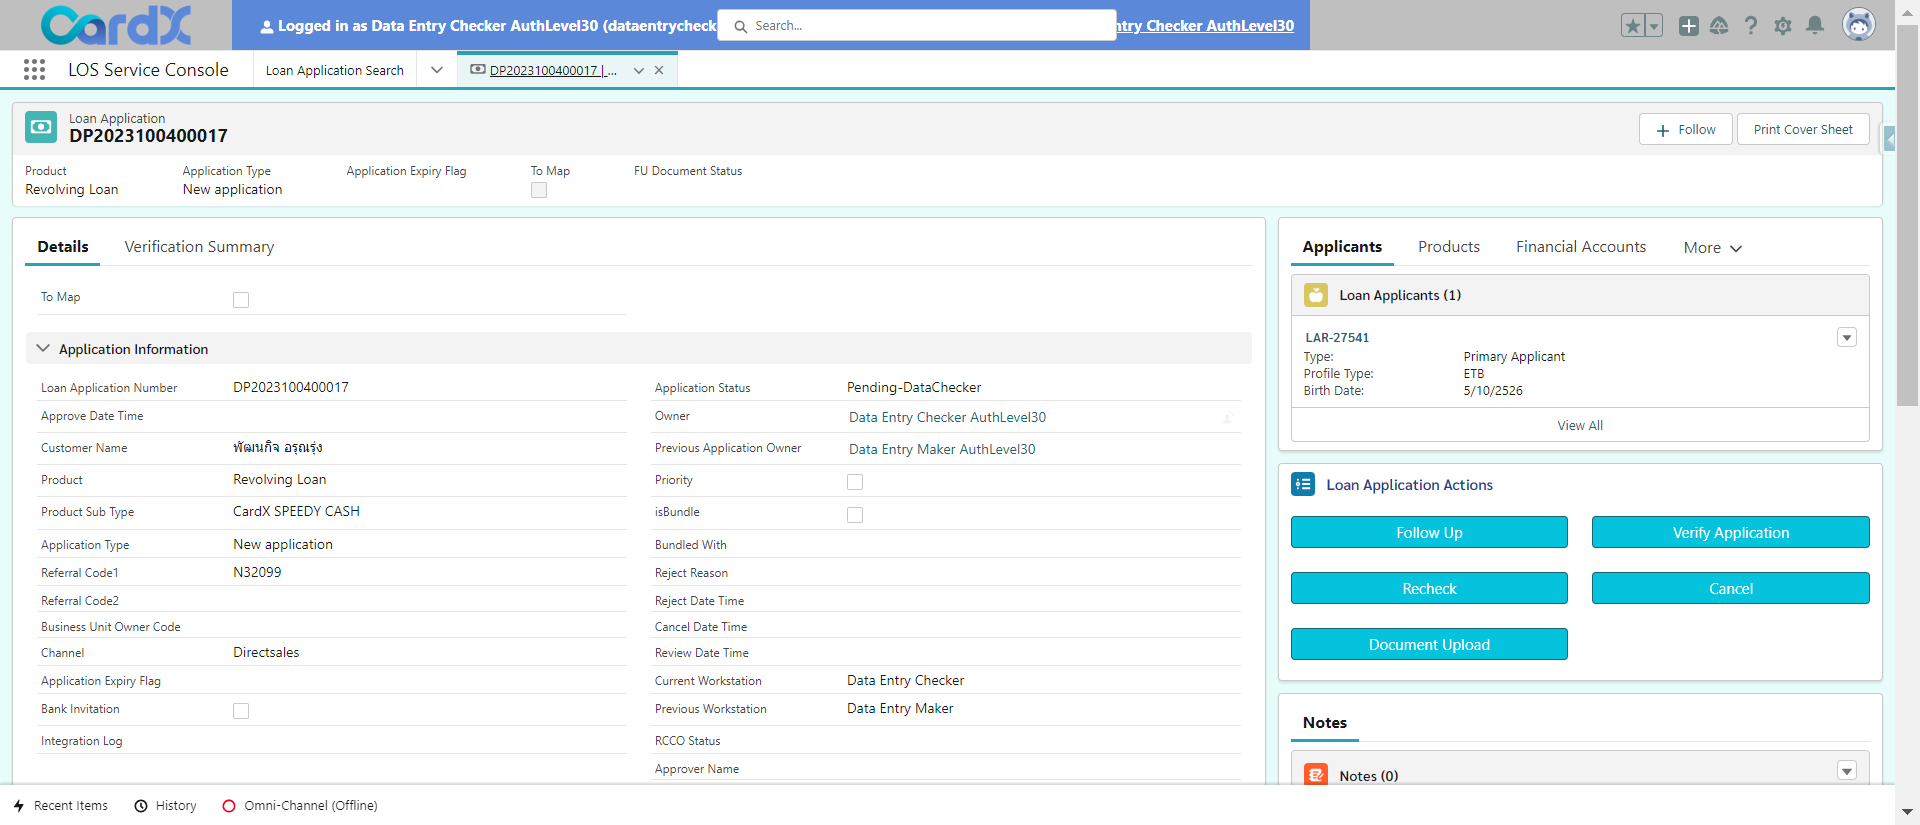 CardX
Logged in as Data Entry Checker AuthLevel30 (dataentrycheck
Search...
ntry Checker AuthLevel30
LOS Service Console
Loan Application Search
DP2023100400017 | ...
Loan Application
DP2023100400017
Follow
Print Cover Sheet
Product
Application Type
Application Expiry Flag
To Map
FU Document Status
Revolving Loan
New application
Details
Verification Summary
To Map
Application Information
Loan Application Number
DP2023100400017
Application Status
Pending-DataChecker
Approve Date Time
Owner
Data Entry Checker AuthLevel30
Customer Name
พัฒนกิจ อรุณรุ่ง
Previous Application Owner
Data Entry Maker AuthLevel30
Product
Revolving Loan
Priority
Product Sub Type
CardX SPEEDY CASH
isBundle
Application Type
New application
Bundled With
Referral Code1
N32099
Reject Reason
Referral Code2
Reject Date Time
Business Unit Owner Code
Cancel Date Time
Channel
Directsales
Review Date Time
Application Expiry Flag
Current Workstation
Data Entry Checker
Bank Invitation
Previous Workstation
Data Entry Maker
Integration Log
RCCO Status
Approver Name
Applicants
Products
Financial Accounts
More
Loan Applicants (1)
LAR-27541
Type:
Primary Applicant
Profile Type:
ETB
Birth Date:
5/10/2526
View All
Loan Application Actions
Follow Up
Verify Application
Recheck
Cancel
Document Upload
Notes
Notes (0)
Recent Items
History
Omni-Channel (Offline)